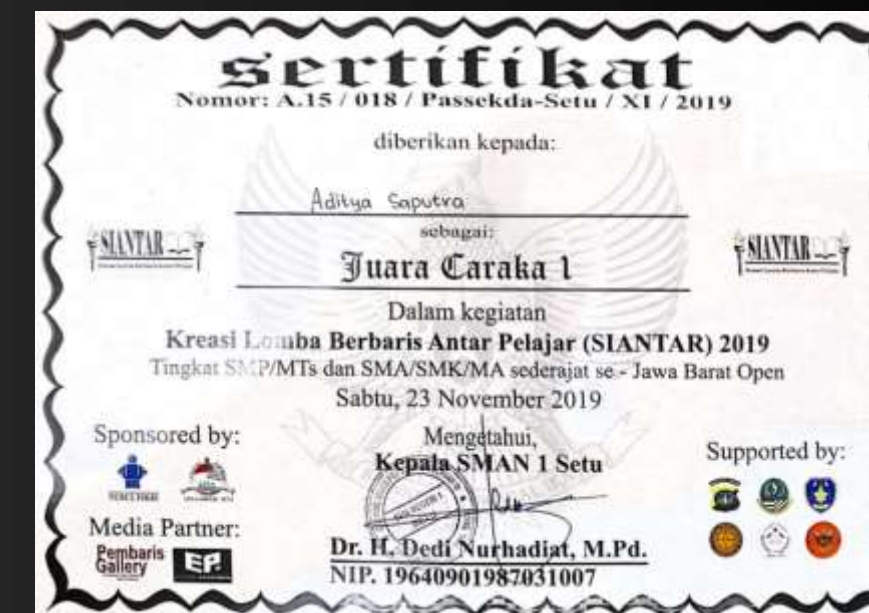 sertifikat
Nomor: A.15 / 018 / Passekda-Setu / XI / 2019
diberikan kepada:
Aditya Saputra
sebagai:
SIANTAR
Juara Caraka 1
SIANTAR
Dalam kegiatan
Kreasi Lomba Berbaris Antar Pelajar (SIANTAR) 2019
Tingkat SMP/MTs dan SMA/SMK/MA sederajat se - Jawa Barat Open
Sabtu, 23 November 2019
Sponsored by:
Mengetahui,
Kepala SMAN 1 Setu
Supported by:
Media Partner:
Pembaris
Gallery
EP.
Dr. H. Dedi Nurhadiat, M.Pd.
NIP. 19640901987031007